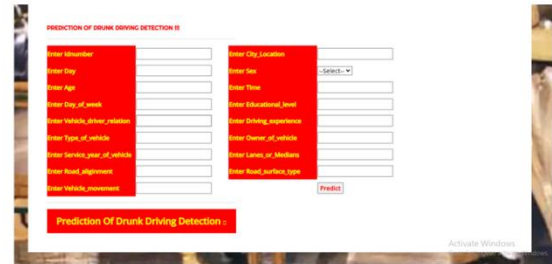 PREDICTION OF DRUNK DRIVING DETECTION !!!
Enter Idnumber
Enter City_Location
Enter Day
Enter Sex
--Select--
Enter Age
Enter Time
Enter Day_of_week
Enter Educational_level
Enter Vehicle_driver_relation
Enter Driving_experience
Enter Type_of_vehicle
Enter Owner_of_vehicle
Enter Service_year_of_vehicle
Enter Lanes_or_Medians
Enter Road_allignment
Enter Road_surface_type
Enter Vehicle_movement
Predict
Prediction Of Drunk Driving Detection ::
Activate Windows